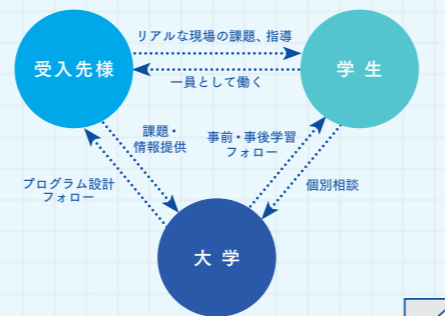 リアルな現場の課題、指導
受入先様
学生
一員として働く
課題・
情報提供
事前・事後学習
フォロー
プログラム設計
フォロー
個別相談
大学